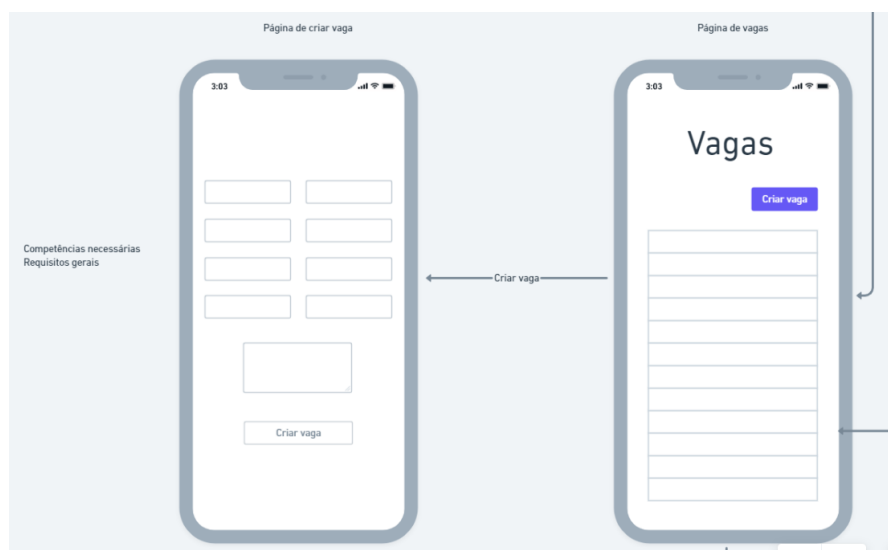 Página de criar vaga
Página de vagas
3:03
3:03
Vagas
Criar vaga
Competências necessárias
Requisitos gerais
Criar vaga
Criar vaga